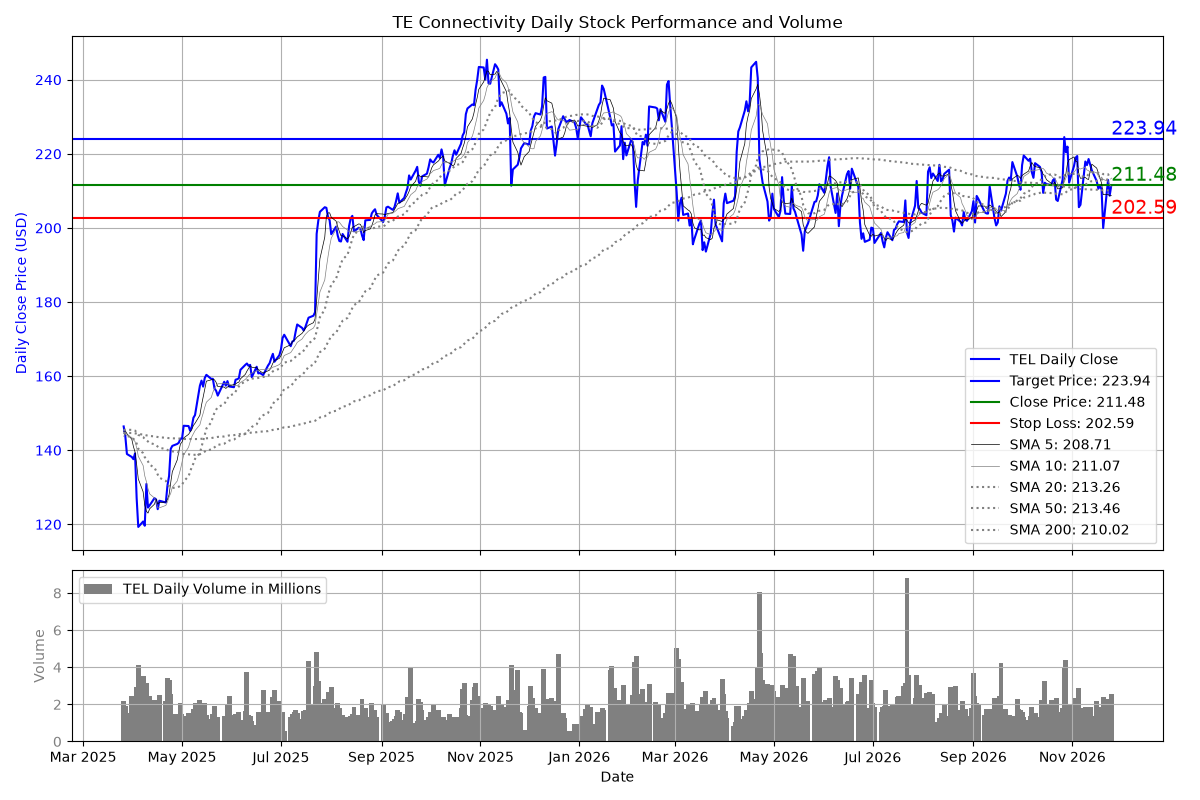 TE Connectivity Daily Stock Performance and Volume
Daily Close Price (USD)
240
220
200
180
160
140
120
223.94
211.48
202.59
TEL Daily Close
Target Price: 223.94
Close Price: 211.48
Stop Loss: 202.59
SMA 5: 208.71
SMA 10: 211.07
SMA 20: 213.26
SMA 50: 213.46
SMA 200: 210.02
TEL Daily Volume in Millions
Volume
8
6
4
2
0
Mar 2025 May 2025 Jul 2025 Sep 2025 Nov 2025 Jan 2026 Mar 2026 May 2026 Jul 2026 Sep 2026 Nov 2026
Date